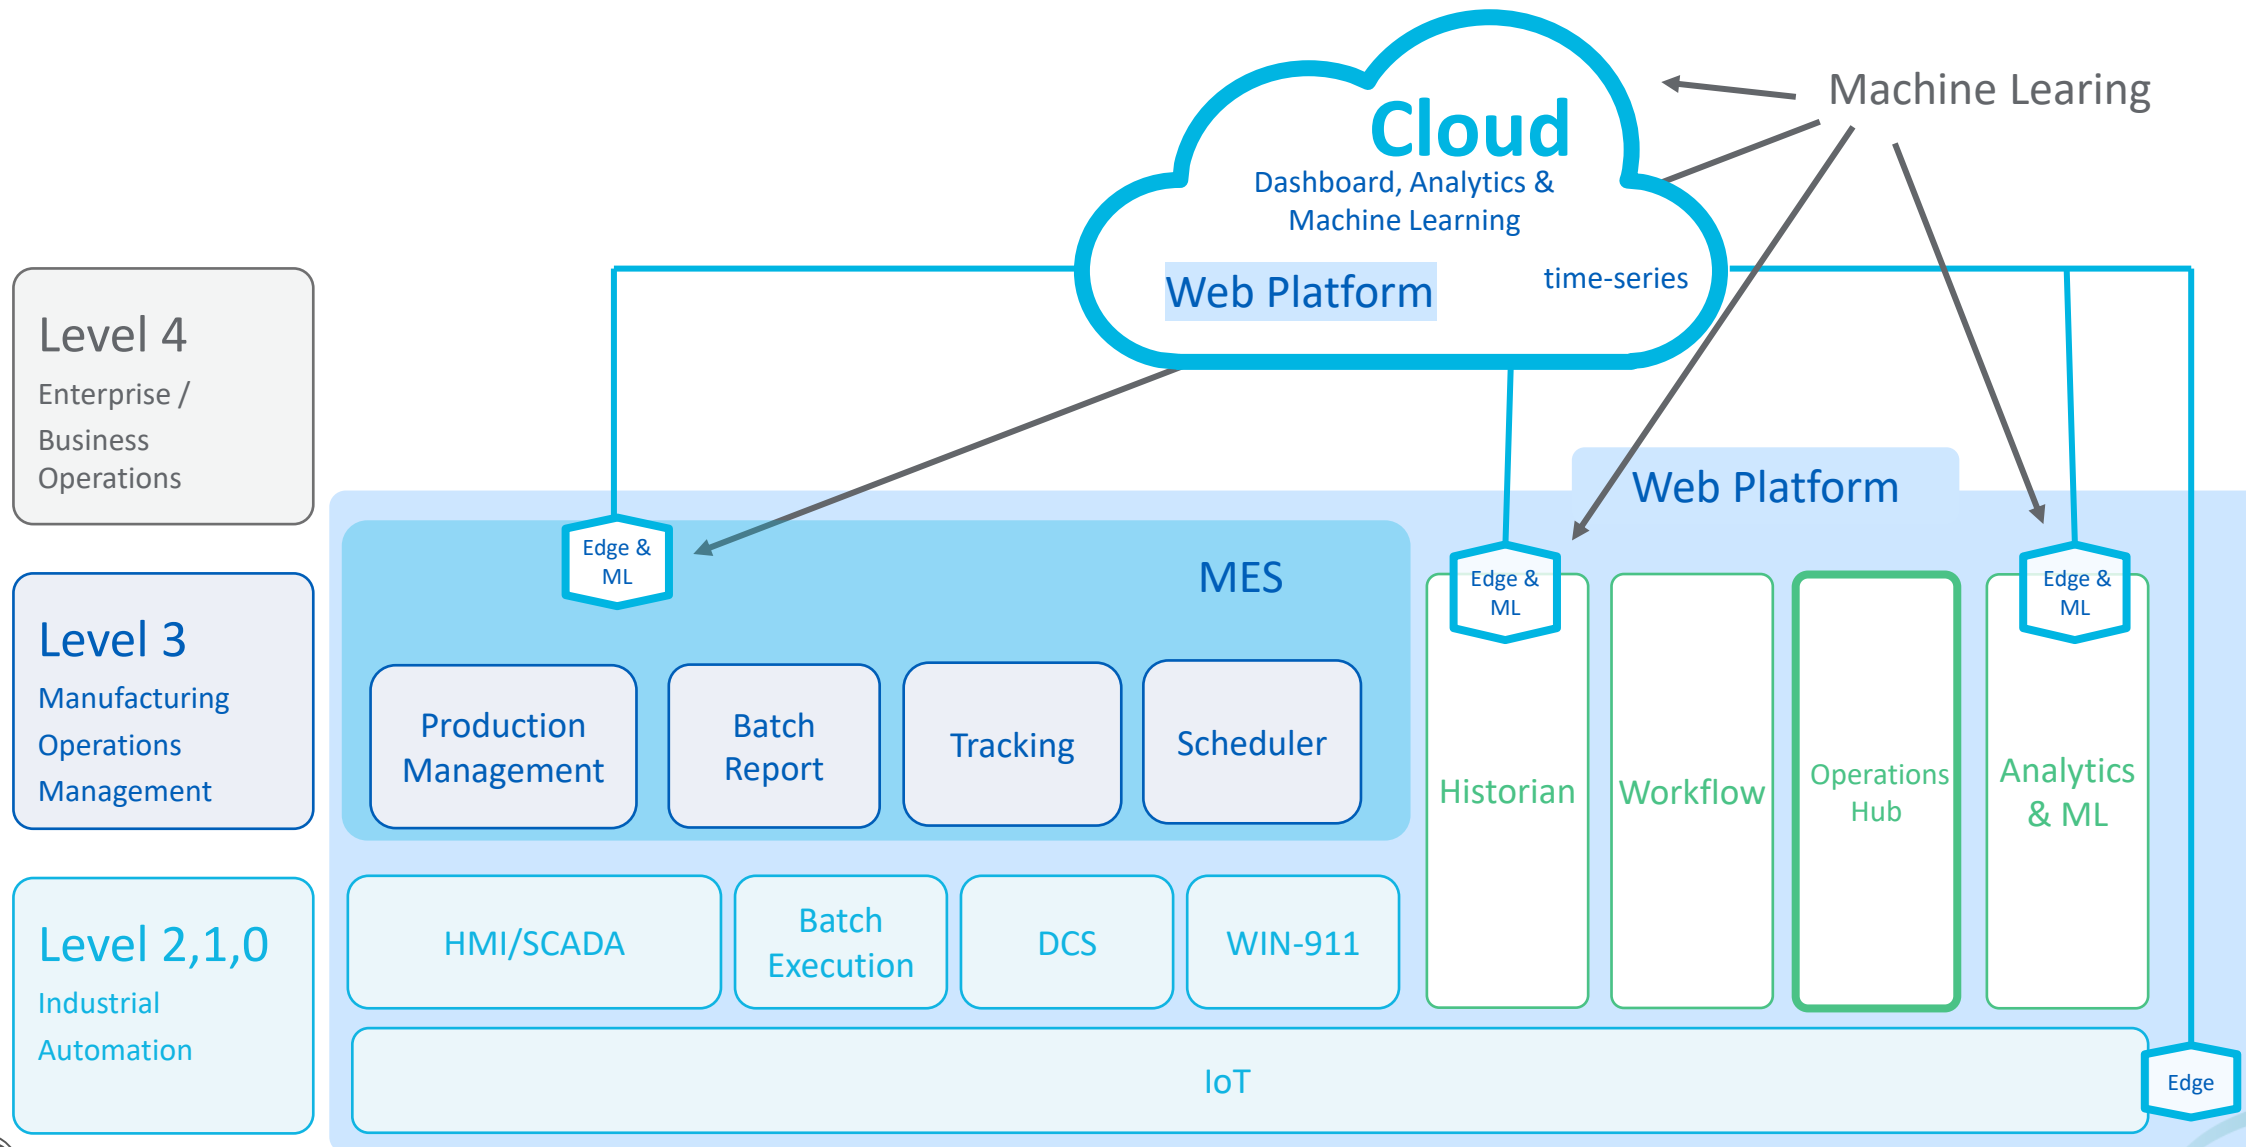 Machine Learing
Cloud
Dashboard, Analytics &
Machine Learning
Web Platform
time-series
Level 4
Enterprise /
Business
Operations
Web Platform
Edge &
ML
MES
Edge &
ML
Edge &
ML
Level 3
Manufacturing
Operations
Management
Production
Management
Batch
Report
Tracking
Scheduler
Historian
Workflow
Operations
Hub
Analytics
& ML
Level 2,1,0
Industrial
Automation
HMI/SCADA
Batch
Execution
DCS
WIN-911
IoT
Edge